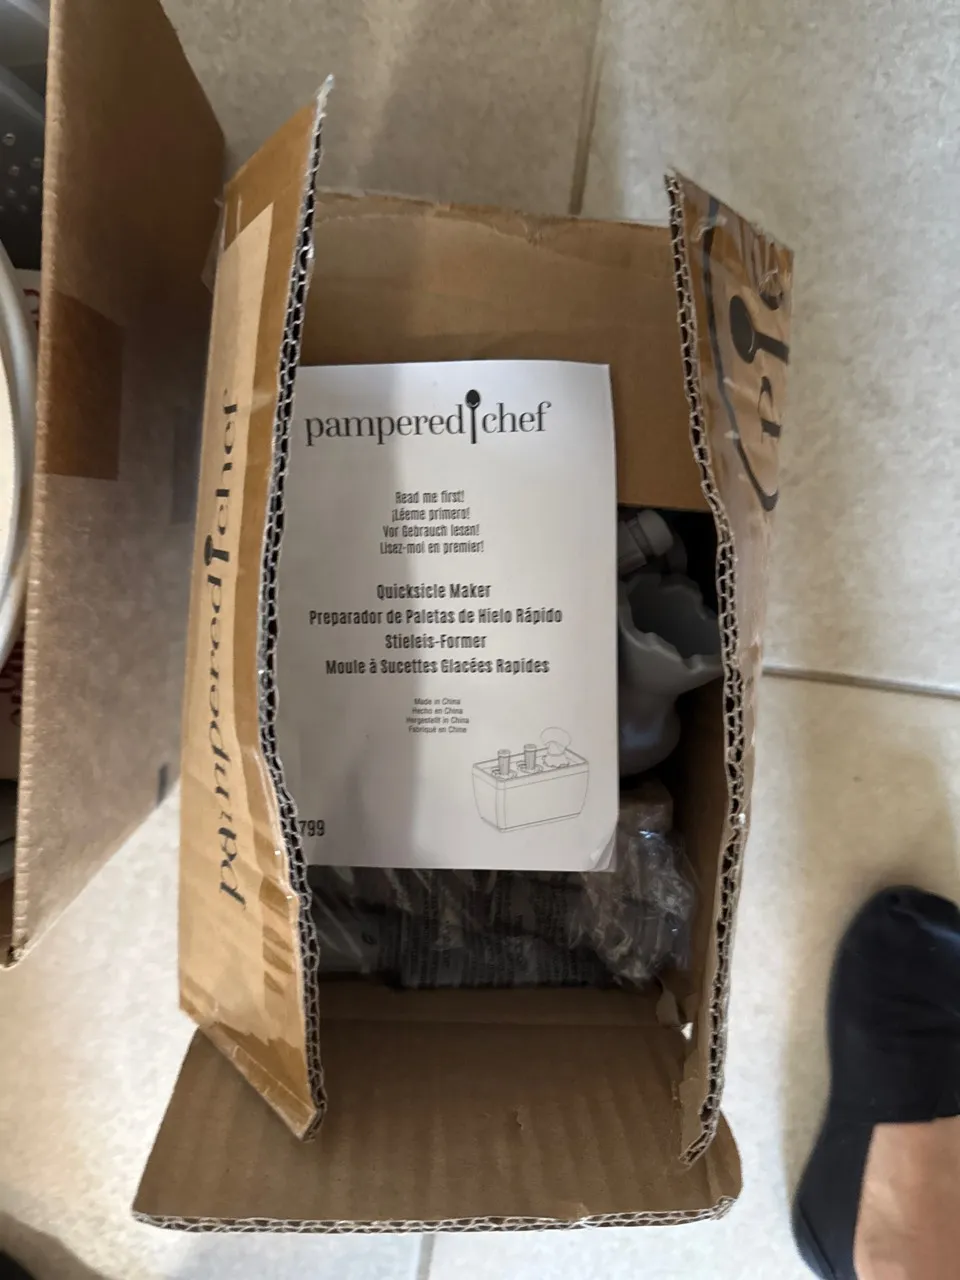 pampered chef
Read me first!
¡Léeme primero!
Vor Gebrauch lesen!
Lisez-moi en premier!
Quicksicle Maker
Preparador de Paletas de Hielo Rápido
Stieleis-Former
Moule à Sucettes Glacées Rapides
Made in China
Hecho en China
Hergestellt in China
Fabriqué en Chine
799
pampered chef